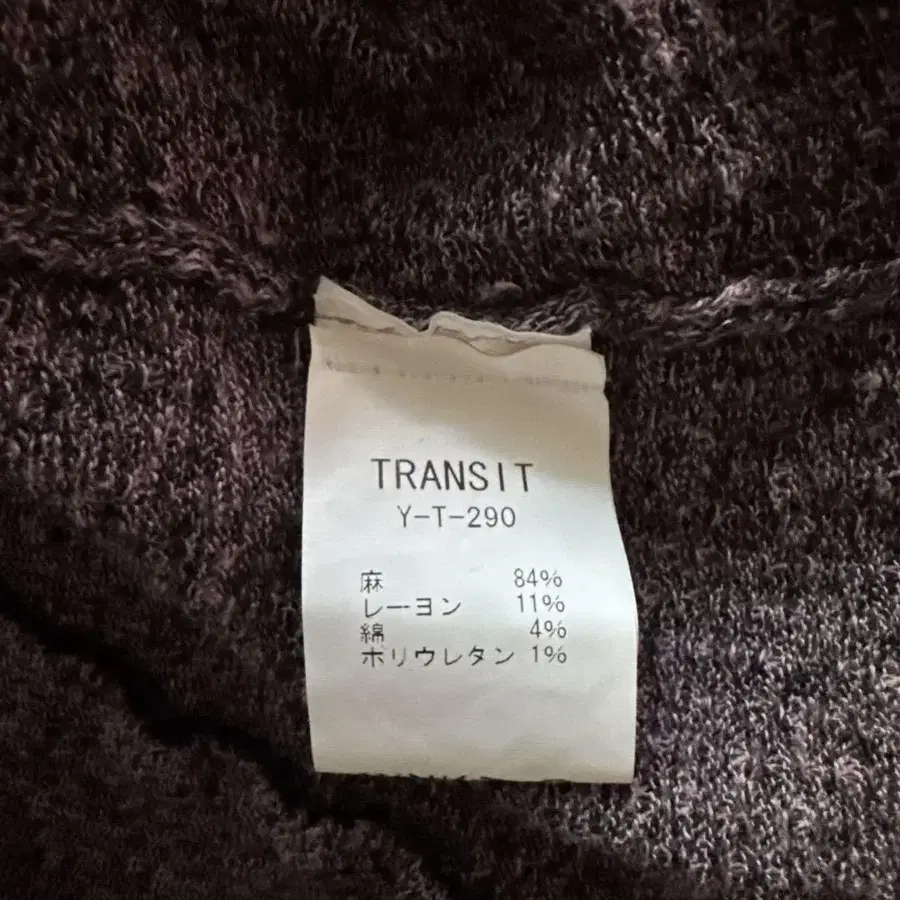 TRANSIT
Y-T-290
麻 84%
レーヨン 11%
綿 4%
ポリウレタン 1%